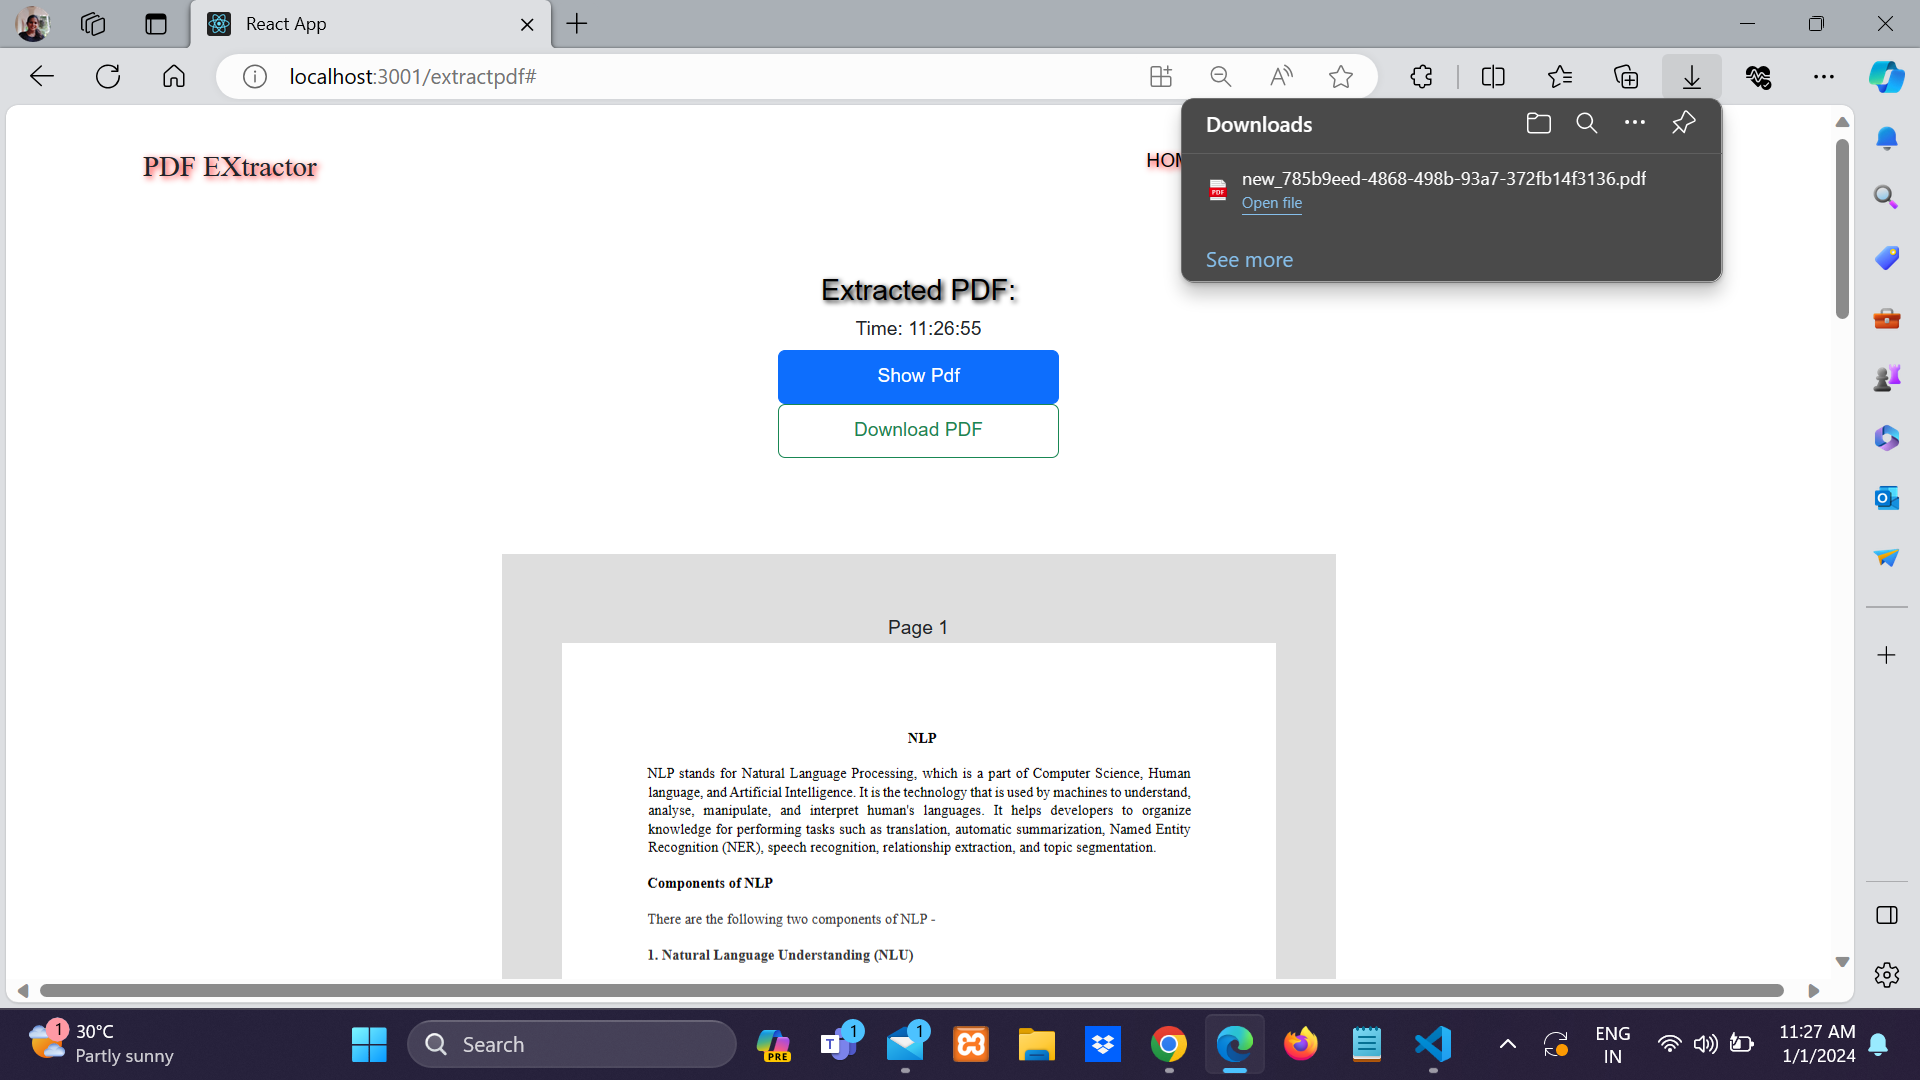 React App
localhost:3001/extractpdf#
Downloads
new_785b9eed-4868-498b-93a7-372fb14f3136.pdf
Open file
See more
PDF EXtractor
HOM
Extracted PDF:
Time: 11:26:55
Show Pdf
Download PDF
Page 1
NLP
NLP stands for Natural Language Processing, which is a part of Computer Science, Human
language, and Artificial Intelligence. It is the technology that is used by machines to understand,
analyse, manipulate, and interpret human's languages. It helps developers to organize
knowledge for performing tasks such as translation, automatic summarization, Named Entity
Recognition (NER), speech recognition, relationship extraction, and topic segmentation.
Components of NLP
There are the following two components of NLP -
1. Natural Language Understanding (NLU)
1
30°C
Partly sunny
Search
PRE
1
1
ENG
IN
11:27 AM
1/1/2024